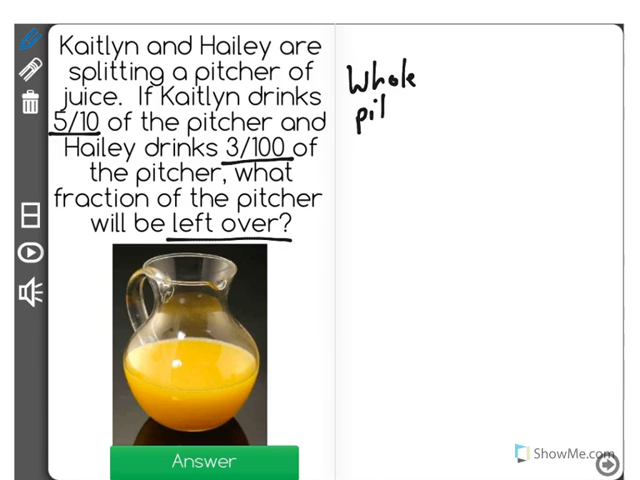 Kaitlyn and Hailey are
splitting a pitcher of
juice. If Kaitlyn drinks
5/10 of the pitcher and
Hailey drinks 3/100 of
the pitcher, what
fraction of the pitcher
will be left over?
Answer
Whole
pit
ShowMe.com